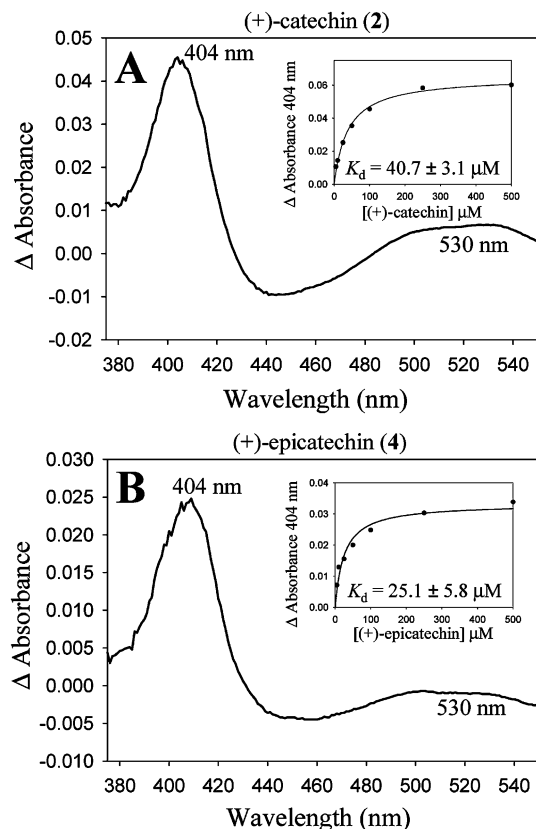 (+)-catechin (2)
A
404 nm
530 nm
Δ Absorbance
0.05
0.04
0.03
0.02
0.01
0.00
-0.01
-0.02
380 400 420 440 460 480 500 520 540
Wavelength (nm)
Δ Absorbance 404 nm
0.06
0.04
0.02
0.00
Kd = 40.7 ± 3.1 µM
0 100 200 300 400 500
[(+)-catechin] µM
(+)-epicatechin (4)
B
404 nm
530 nm
Δ Absorbance
0.030
0.025
0.020
0.015
0.010
0.005
0.000
-0.005
-0.010
380 400 420 440 460 480 500 520 540
Wavelength (nm)
Δ Absorbance 404 nm
0.04
0.03
0.02
0.01
0.00
Kd = 25.1 ± 5.8 µM
0 100 200 300 400 500
[(+)-epicatechin] µM